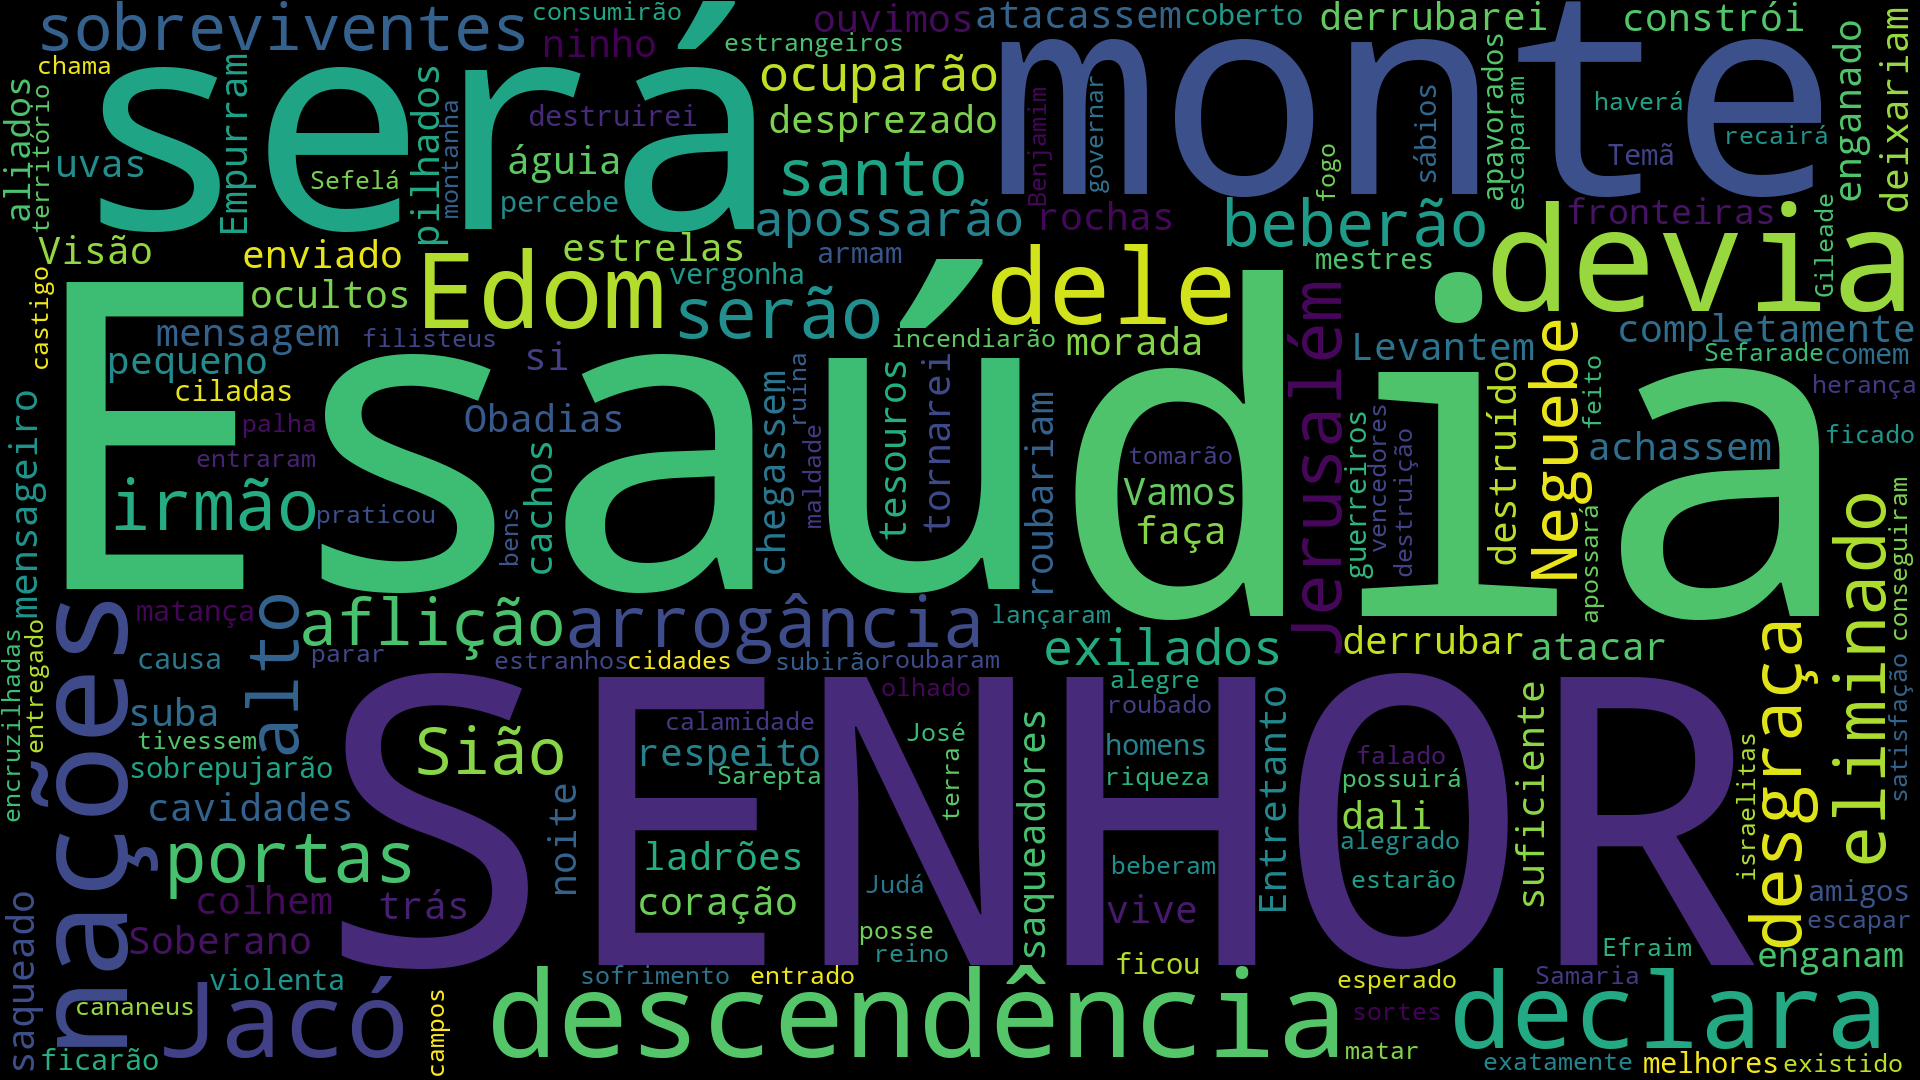 sobreviventes
consumirão
ouvimos
atacassem
coberto
derrubarei
constrói
ninho
estrangeiros
chama
será
monte
ocuparão
aliados
território
Empurram
pilhados
montanha
destruirei
desprezado
Benjamim
governar
sábios
apavorados
escaparam
haverá
recairá
enganado
deixariam
uvas
Sefelá
águia
percebe
santo
fogo
Temã
apossarão
rochas
beberão
fronteiras
Visão
enviado
estrelas
armam
mestres
devia
Gileade
castigo
ocultos
Edom
vergonha
serão
dele
mensagem
filisteus
incendiarão
morada
Jerusalém
Levantem
Neguebe
completamente
pequeno
si
Sefarade
comem
ciladas
herança
Esaú
dia
palha
Obadias
entraram
irmão
praticou
bens
cachos
chegassem
ruína
maldade
tesouros
tornarei
roubariam
tomarão
Vamos
faça
guerreiros
vencedores
destruição
destruído
feito
apossará
achassem
ficado
mensageiro
eliminado
conseguiram
nações
matança
alto
aflição
arrogância
lançaram
exilados
derrubar
atacar
desgraça
encruzilhadas
entregado
causa
parar
estranhos
cidades
subirão
roubaram
suba
olhado
alegre
roubado
tivessem
sobrepujarão
SENHOR
Sião
calamidade
respeito
Sarepta
José
terra
saqueadores
homens
riqueza
Entretanto
falado
possuirá
dali
alegrado
suficiente
israelitas
satisfação
cavidades
noite
portas
ladrões
coração
beberam
Judá
estarão
vive
amigos
escapar
saqueado
colhem
trás
Soberano
posse
reino
ficou
Efraim
enganam
violenta
sofrimento
entrado
esperado
Samaria
cananeus
Jacó
campos
descendência
sortes
declara
ficarão
matar
exatamente
melhores
existido